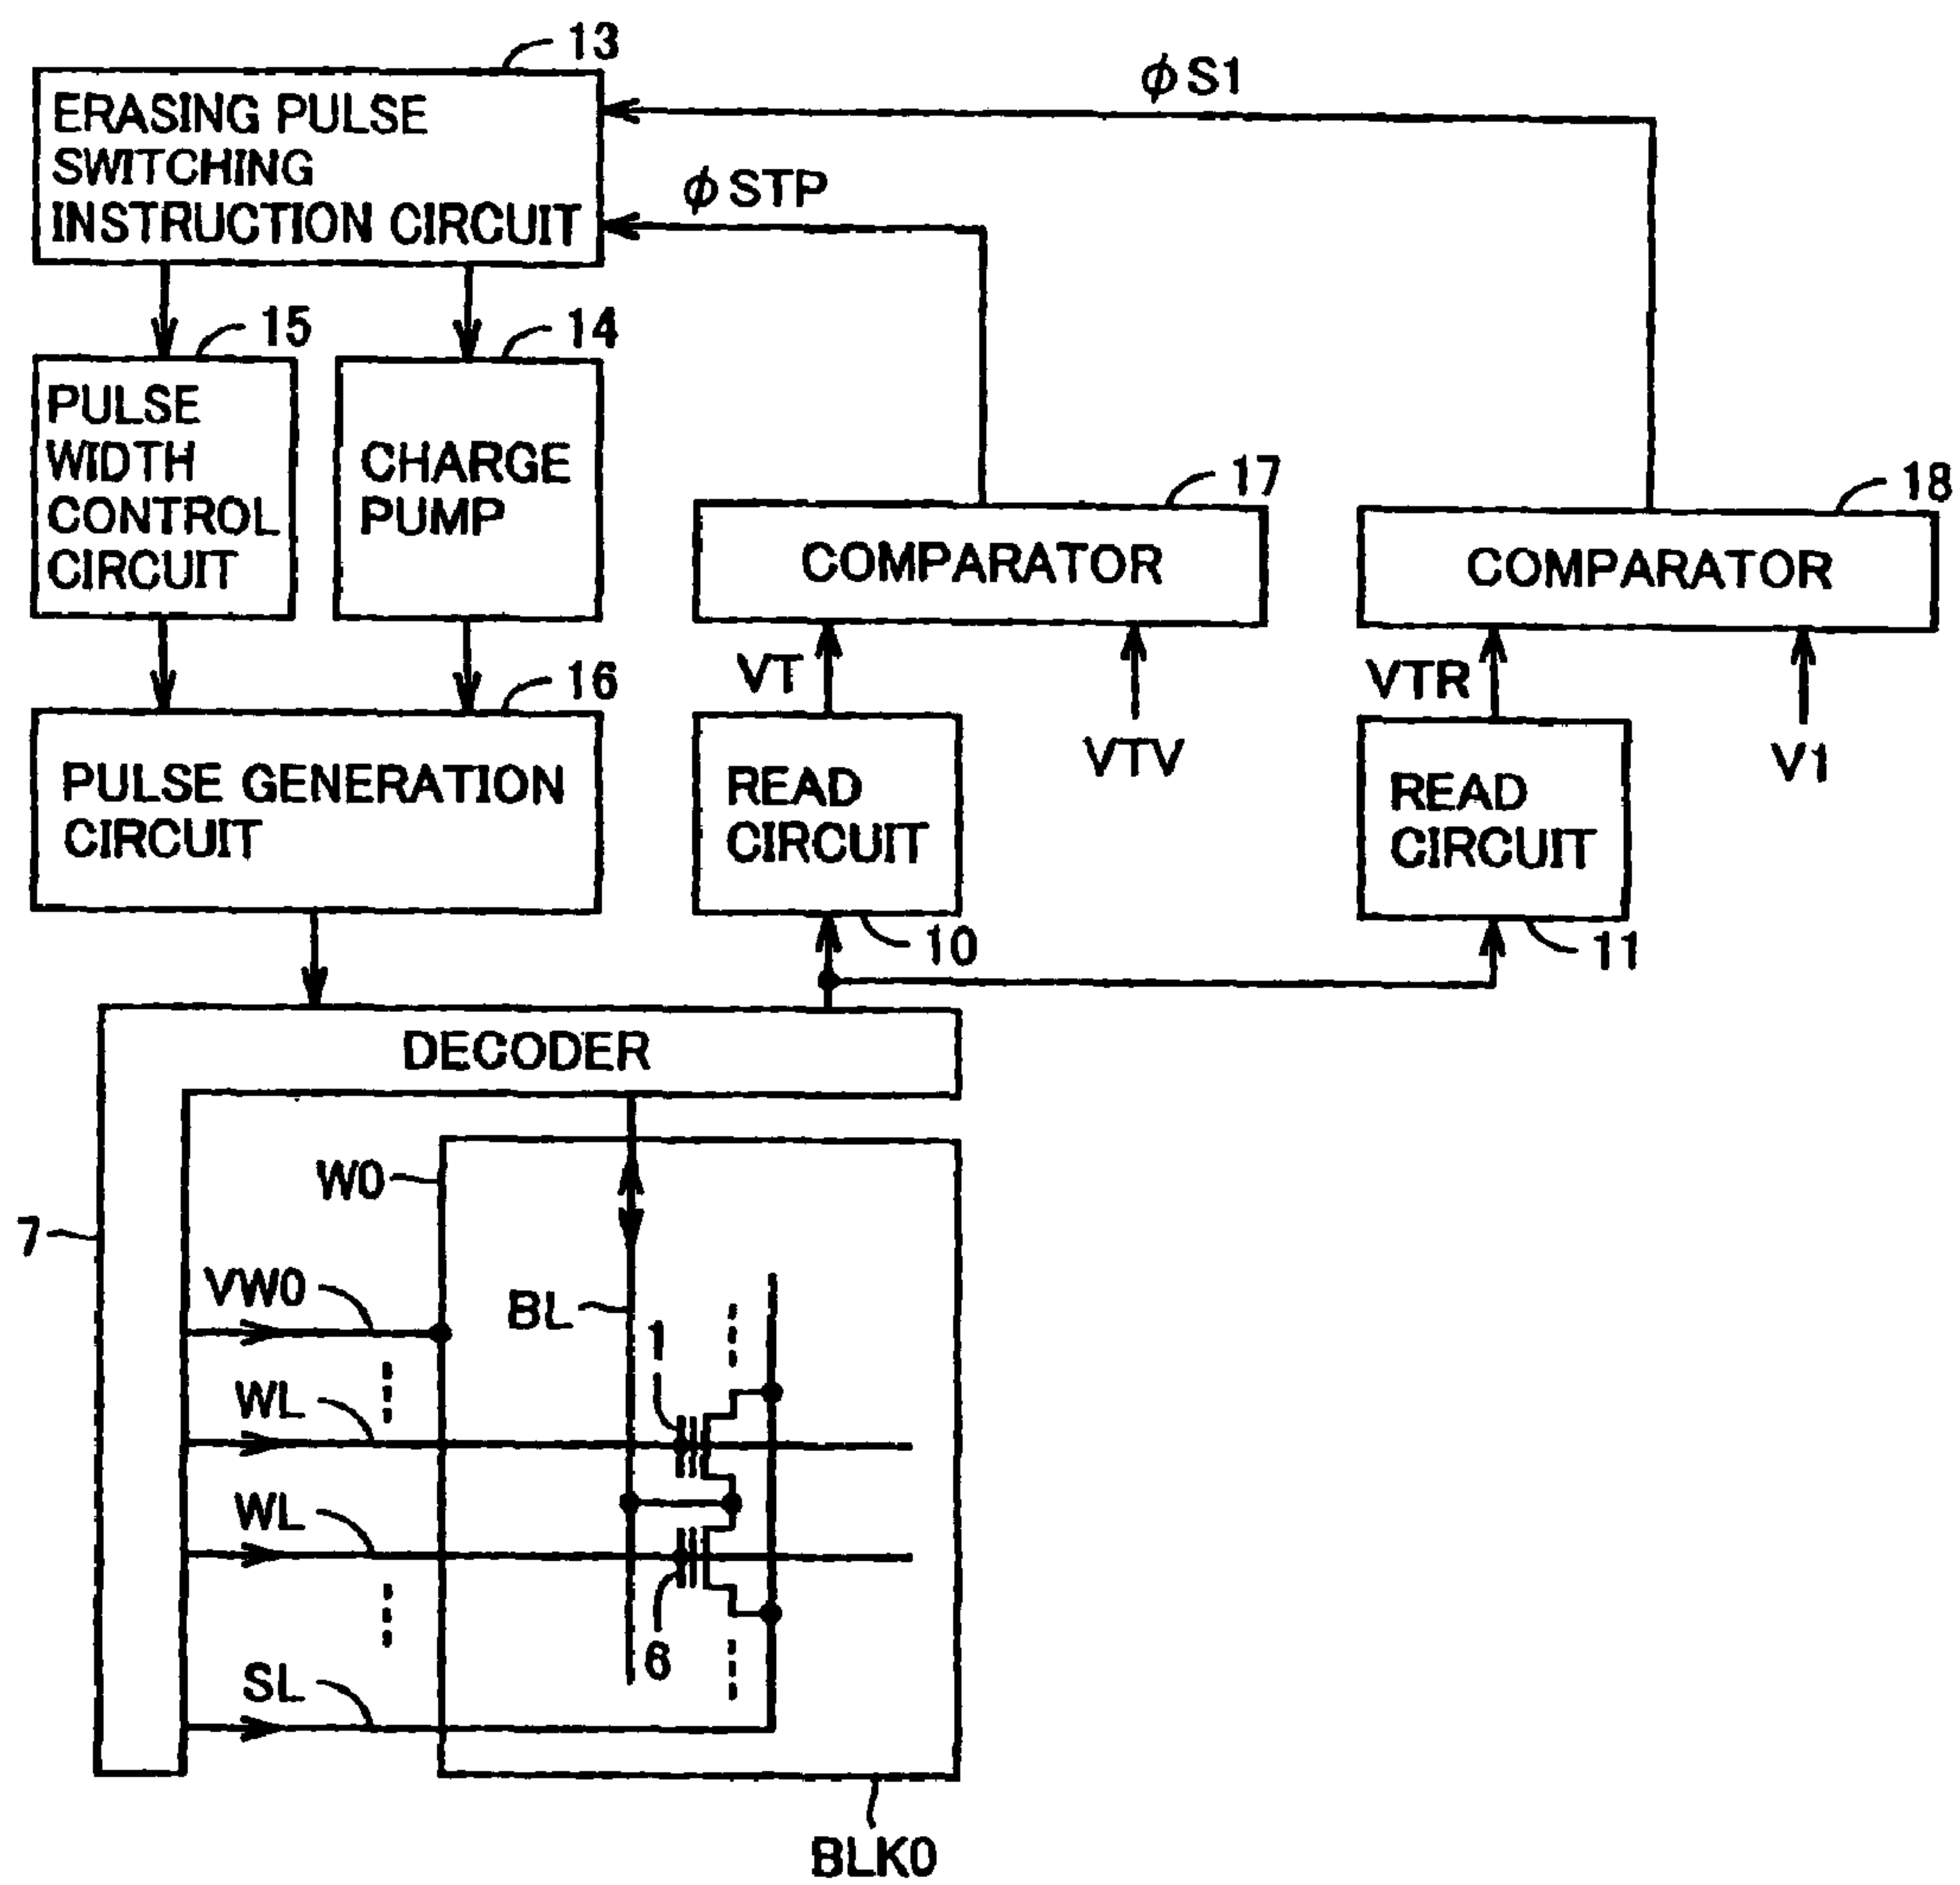 13
ERASING PULSE
SWITCHING
INSTRUCTION CIRCUIT
φS1
φSTP
15
14
PULSE
WIDTH
CONTROL
CIRCUIT
CHARGE
PUMP
17
COMPARATOR
18
COMPARATOR
16
PULSE GENERATION
CIRCUIT
VT
VTV
VTR
V1
READ
CIRCUIT
10
READ
CIRCUIT
11
DECODER
7
W0
VW0
BL
1
WL
WL
6
SL
BLK0